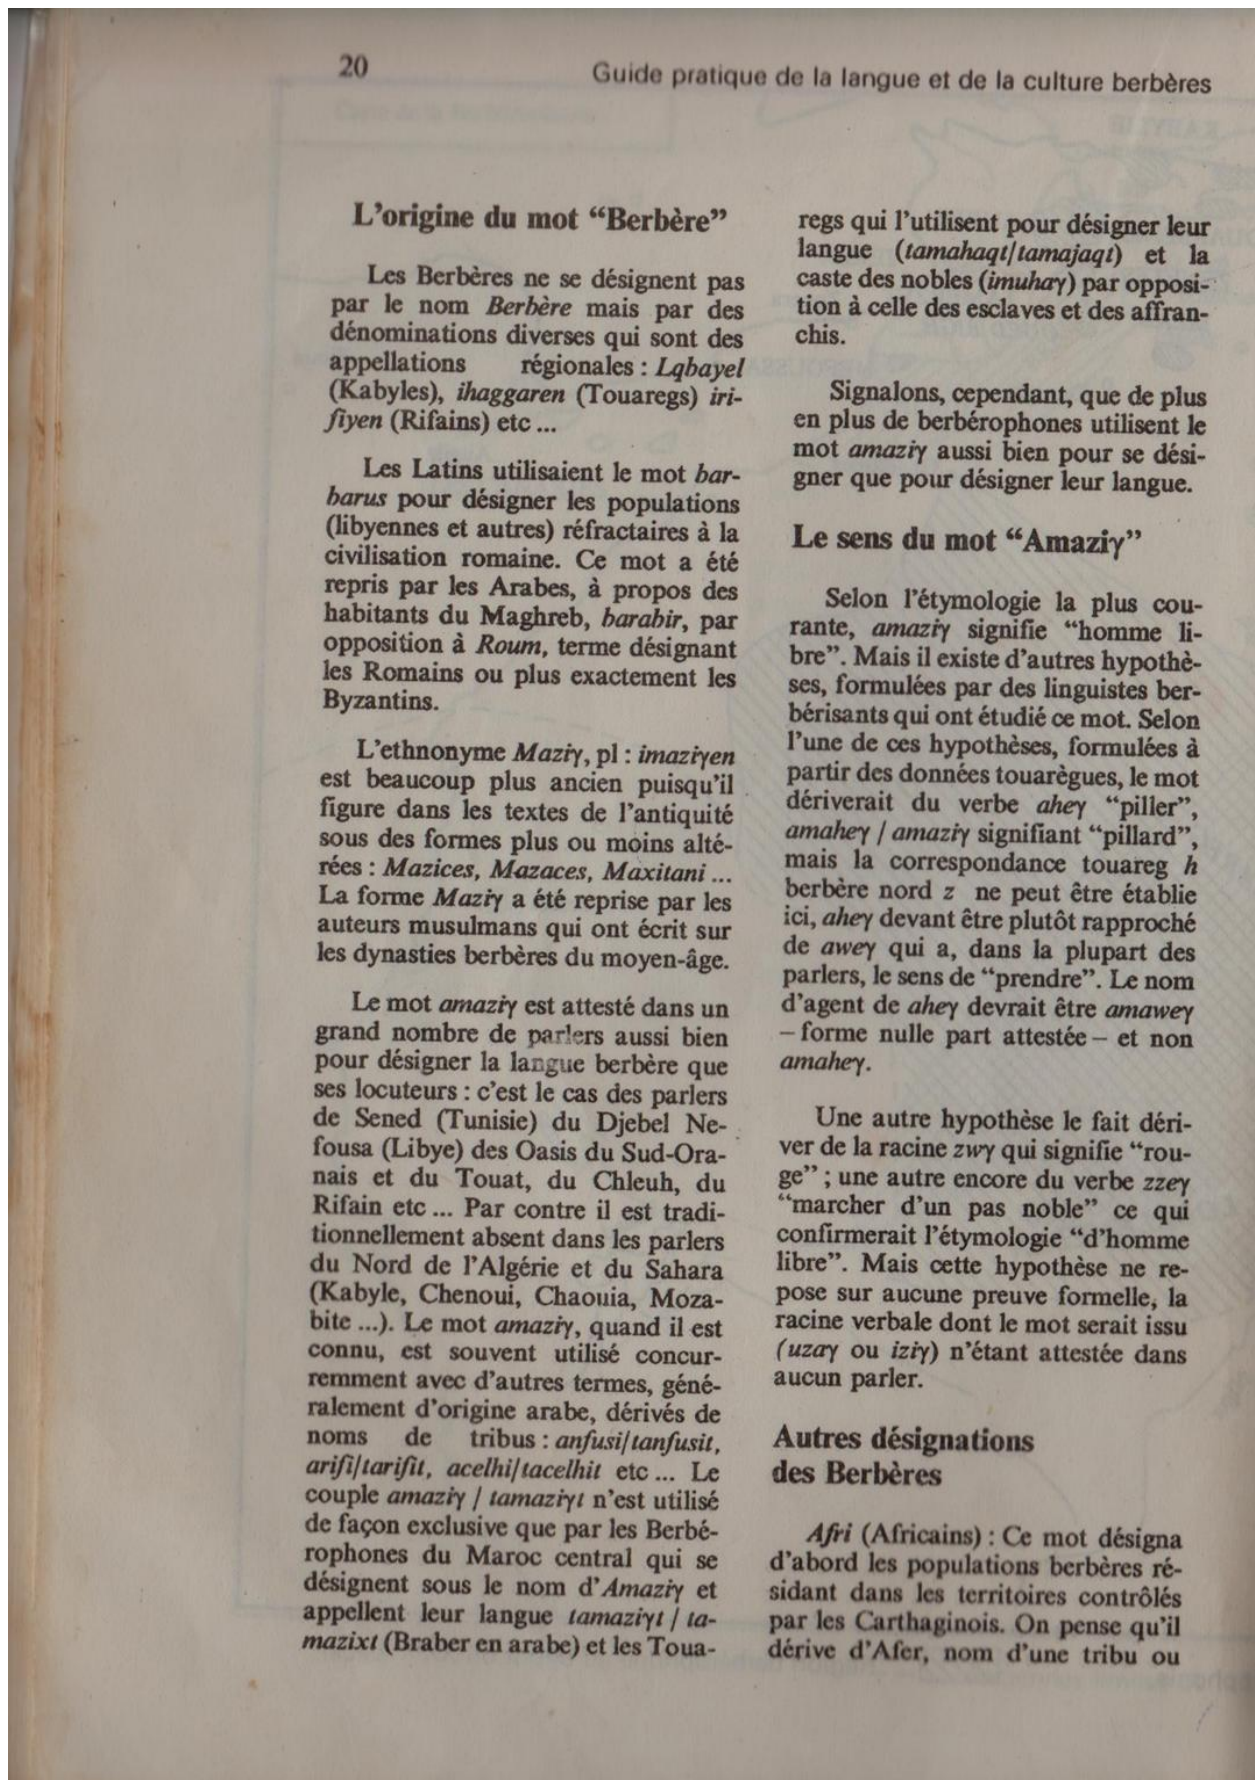 20
Guide pratique de la langue et de la culture berbères
L'origine du mot “Berbère”
Les Berbères ne se désignent pas
par le nom Berbère mais par des
dénominations diverses qui sont des
appellations régionales : Lqbayel
(Kabyles), ihaggaren (Touaregs) iri-
fiyen (Rifains) etc ...
Les Latins utilisaient le mot bar-
barus pour désigner les populations
(libyennes et autres) réfractaires à la
civilisation romaine. Ce mot a été
repris par les Arabes, à propos des
habitants du Maghreb, barabir, par
opposition à Roum, terme désignant
les Romains ou plus exactement les
Byzantins.
L'ethnonyme Maziγ, pl : imaziγen
est beaucoup plus ancien puisqu'il
figure dans les textes de l'antiquité
sous des formes plus ou moins alté-
rées : Mazices, Mazaces, Maxitani ...
La forme Maziγ a été reprise par les
auteurs musulmans qui ont écrit sur
les dynasties berbères du moyen-âge.
Le mot amaziγ est attesté dans un
grand nombre de parlers aussi bien
pour désigner la langue berbère que
ses locuteurs : c'est le cas des parlers
de Sened (Tunisie) du Djebel Ne-
fousa (Libye) des Oasis du Sud-Ora-
nais et du Touat, du Chleuh, du
Rifain etc ... Par contre il est tradi-
tionnellement absent dans les parlers
du Nord de l'Algérie et du Sahara
(Kabyle, Chenoui, Chaouia, Moza-
bite ...). Le mot amaziγ, quand il est
connu, est souvent utilisé concur-
remment avec d'autres termes, géné-
ralement d'origine arabe, dérivés de
noms de tribus : anfusi/tanfusit,
arifi/tarifit, acelhi/tacelhit etc ... Le
couple amaziγ / tamaziγt n'est utilisé
de façon exclusive que par les Berbé-
rophones du Maroc central qui se
désignent sous le nom d'Amaziγ et
appellent leur langue tamaziγt / ta-
mazixt (Braber en arabe) et les Toua-
regs qui l'utilisent pour désigner leur
langue (tamahaqt/tamajaqt) et la
caste des nobles (imuhaγ) par opposi-
tion à celle des esclaves et des affran-
chis.
Signalons, cependant, que de plus
en plus de berbérophones utilisent le
mot amaziγ aussi bien pour se dési-
gner que pour désigner leur langue.
Le sens du mot “Amaziγ”
Selon l'étymologie la plus cou-
rante, amaziγ signifie “homme li-
bre”. Mais il existe d'autres hypothè-
ses, formulées par des linguistes ber-
bérisants qui ont étudié ce mot. Selon
l'une de ces hypothèses, formulées à
partir des données touarègues, le mot
dériverait du verbe aheγ “piller”,
amaheγ / amaziγ signifiant “pillard”,
mais la correspondance touareg h
berbère nord z ne peut être établie
ici, aheγ devant être plutôt rapproché
de aweγ qui a, dans la plupart des
parlers, le sens de “prendre”. Le nom
d'agent de aheγ devrait être amaweγ
– forme nulle part attestée – et non
amaheγ.
Une autre hypothèse le fait déri-
ver de la racine zwγ qui signifie “rou-
ge” ; une autre encore du verbe zzeγ
“marcher d'un pas noble” ce qui
confirmerait l'étymologie “d'homme
libre”. Mais cette hypothèse ne re-
pose sur aucune preuve formelle, la
racine verbale dont le mot serait issu
(uzaγ ou iziγ) n'étant attestée dans
aucun parler.
Autres désignations
des Berbères
Afri (Africains) : Ce mot désigna
d'abord les populations berbères ré-
sidant dans les territoires contrôlés
par les Carthaginois. On pense qu'il
dérive d'Afer, nom d'une tribu ou